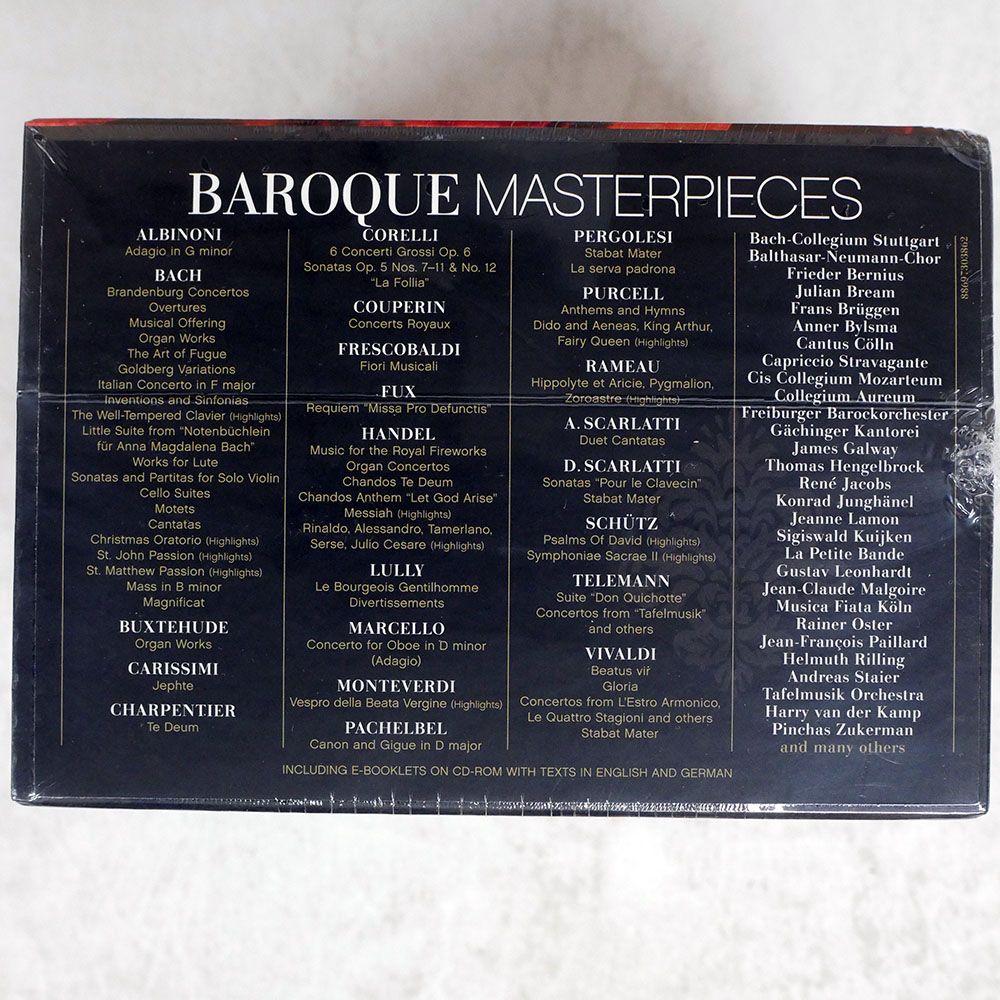 BAROQUE MASTERPIECES
ALBINONI
Adagio in G minor
BACH
Brandenburg Concertos
Overtures
Musical Offering
Organ Works
The Art of Fugue
Goldberg Variations
Italian Concerto in F major
Inventions and Sinfonias
The Well-Tempered Clavier (Highlights)
Little Suite from “Notenbüchlein
für Anna Magdalena Bach”
Works for Lute
Sonatas and Partitas for Solo Violin
Cello Suites
Motets
Cantatas
Christmas Oratorio (Highlights)
St. John Passion (Highlights)
St. Matthew Passion (Highlights)
Mass in B minor
Magnificat
BUXTEHUDE
Organ Works
CARISSIMI
Jephte
CHARPENTIER
Te Deum
CORELLI
6 Concerti Grossi Op. 6
Sonatas Op. 5 Nos. 7–11 & No. 12
“La Follia”
COUPERIN
Concerts Royaux
FRESCOBALDI
Fiori Musicali
FUX
Requiem “Missa Pro Defunctis”
HANDEL
Music for the Royal Fireworks
Organ Concertos
Chandos Te Deum
Chandos Anthem “Let God Arise”
Messiah (Highlights)
Rinaldo, Alessandro, Tamerlano,
Serse, Julio Cesare (Highlights)
LULLY
Le Bourgeois Gentilhomme
Divertissements
MARCELLO
Concerto for Oboe in D minor
(Adagio)
MONTEVERDI
Vespro della Beata Vergine (Highlights)
PACHELBEL
Canon and Gigue in D major
PERGOLESI
Stabat Mater
La serva padrona
PURCELL
Anthems and Hymns
Dido and Aeneas, King Arthur,
Fairy Queen (Highlights)
RAMEAU
Hippolyte et Aricie, Pygmalion,
Zoroastre (Highlights)
A. SCARLATTI
Duet Cantatas
D. SCARLATTI
Sonatas “Pour le Clavecin”
Stabat Mater
SCHÜTZ
Psalms Of David (Highlights)
Symphoniae Sacrae II (Highlights)
TELEMANN
Suite “Don Quichotte”
Concertos from “Tafelmusik”
and others
VIVALDI
Beatus vir
Gloria
Concertos from L’Estro Armonico,
Le Quattro Stagioni and others
Stabat Mater
Bach-Collegium Stuttgart
Balthasar-Neumann-Chor
Frieder Bernius
Julian Bream
Frans Brüggen
Anner Bylsma
Cantus Cölln
Capriccio Stravagante
Cis Collegium Mozarteum
Collegium Aureum
Freiburger Barockorchester
Gächinger Kantorei
James Galway
Thomas Hengelbrock
René Jacobs
Konrad Junghänel
Jeanne Lamon
Sigiswald Kuijken
La Petite Bande
Gustav Leonhardt
Jean-Claude Malgoire
Musica Fiata Köln
Rainer Oster
Jean-François Paillard
Helmuth Rilling
Andreas Staier
Tafelmusik Orchestra
Harry van der Kamp
Pinchas Zukerman
and many others
88697303862
INCLUDING E-BOOKLETS ON CD-ROM WITH TEXTS IN ENGLISH AND GERMAN